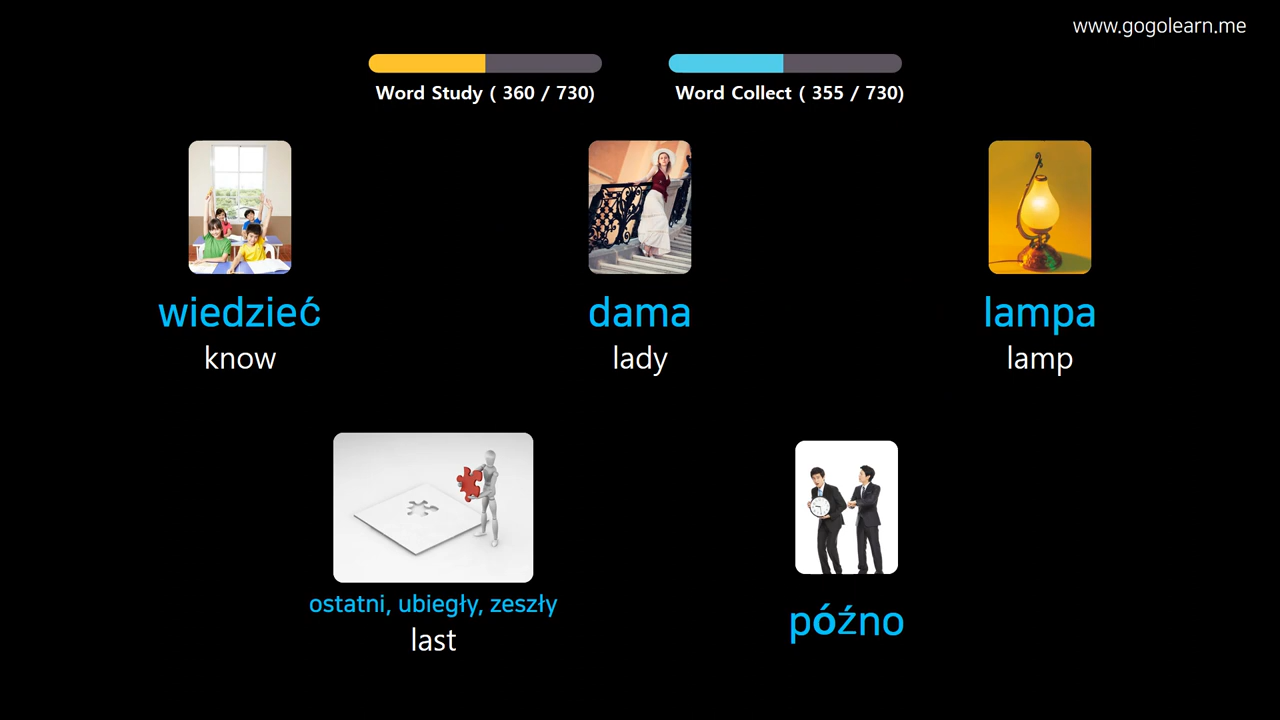 www.gogolearn.me
Word Study ( 360 / 730)
Word Collect ( 355 / 730)
wiedzieć
know
dama
lady
lampa
lamp
ostatni, ubiegły, zeszły
last
późno